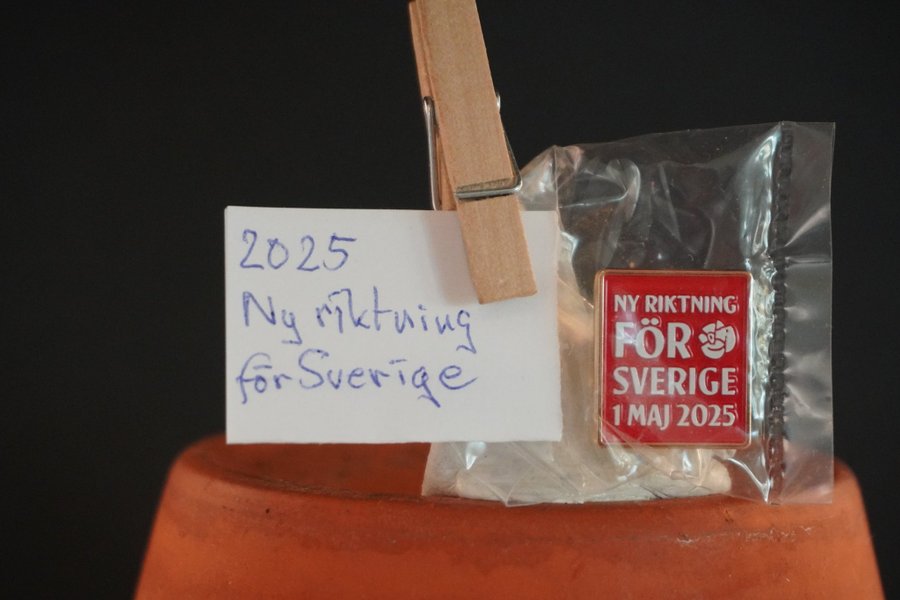 2025
Ny riktning
för Sverige
NY RIKTNING
FÖR
SVERIGE
1 MAJ 2025